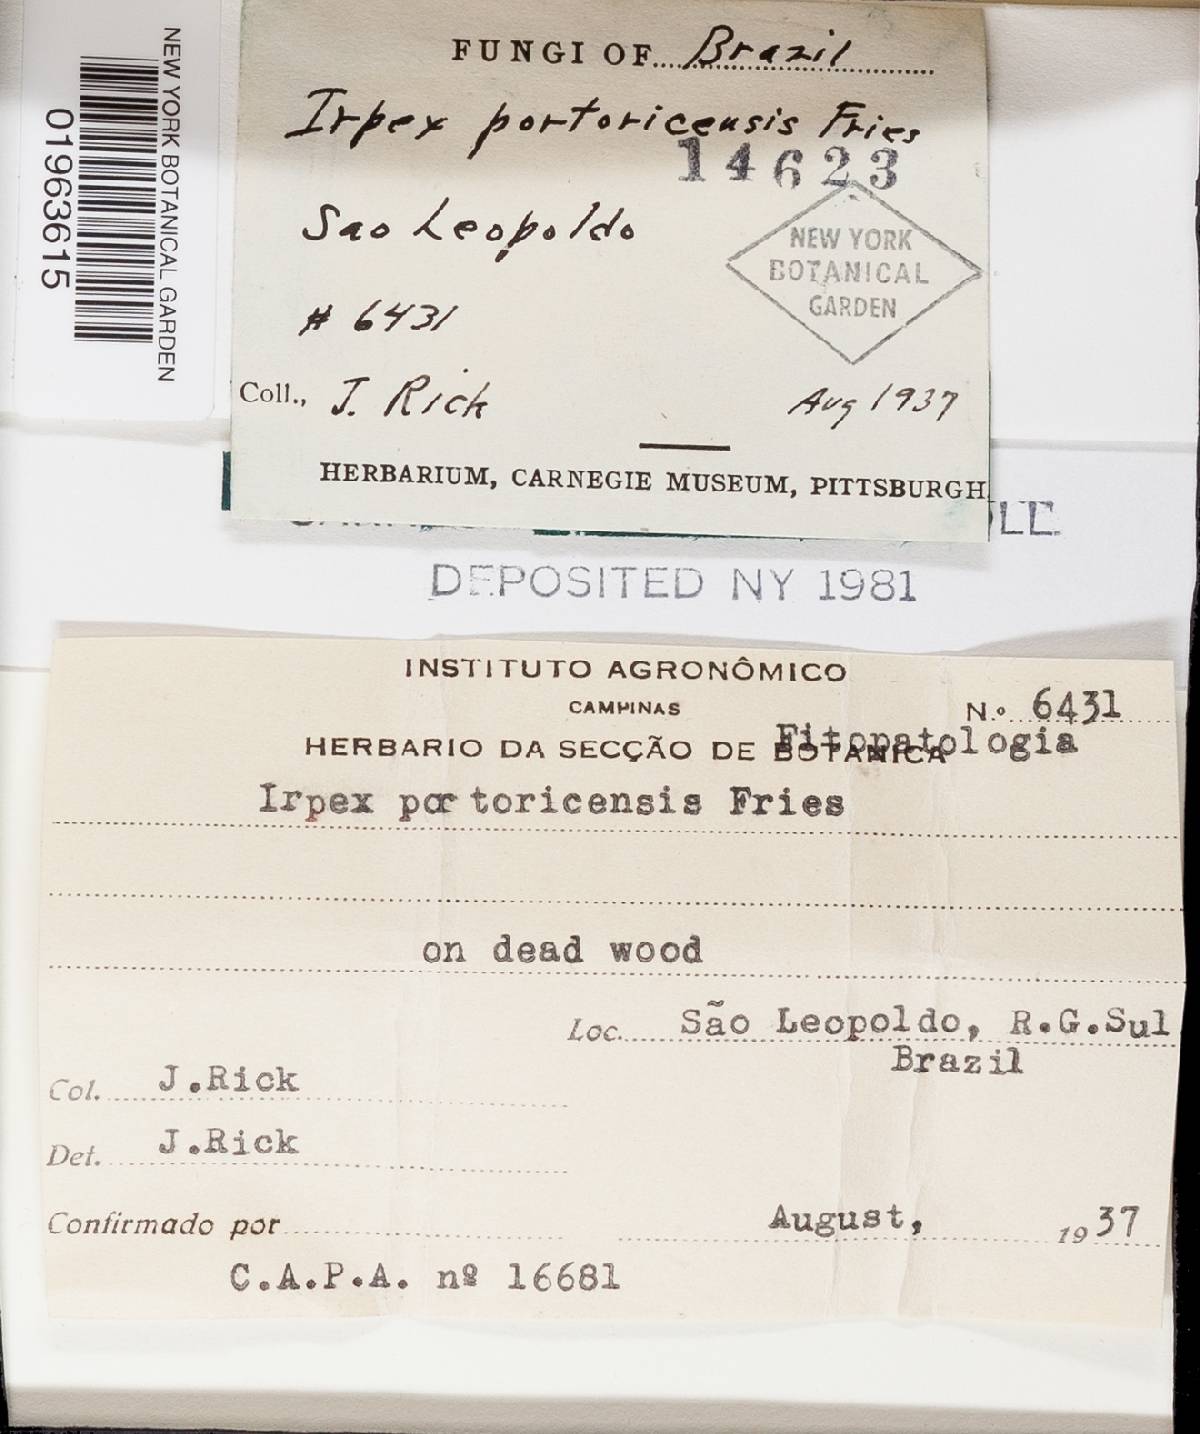 NEW YORK BOTANICAL GARDEN
01963615
FUNGI OF Brazil
Irpex portoricensis Fries
14623
Sao Leopoldo
NEW YORK
BOTANICAL
GARDEN
# 6431
Coll., J. Rick Aug 1937
HERBARIUM, CARNEGIE MUSEUM, PITTSBURGH
DEPOSITED NY 1981
INSTITUTO AGRONÔMICO
CAMPINAS
N.º 6431
HERBARIO DA SECÇÃO DE BOTANICA Fitopatologia
Irpex portoricensis Fries
on dead wood
Loc. São Leopoldo, R.G.Sul
Brazil
Col. J.Rick
Det. J.Rick
Confirmado por August, 1937
C.A.P.A. nº 16681